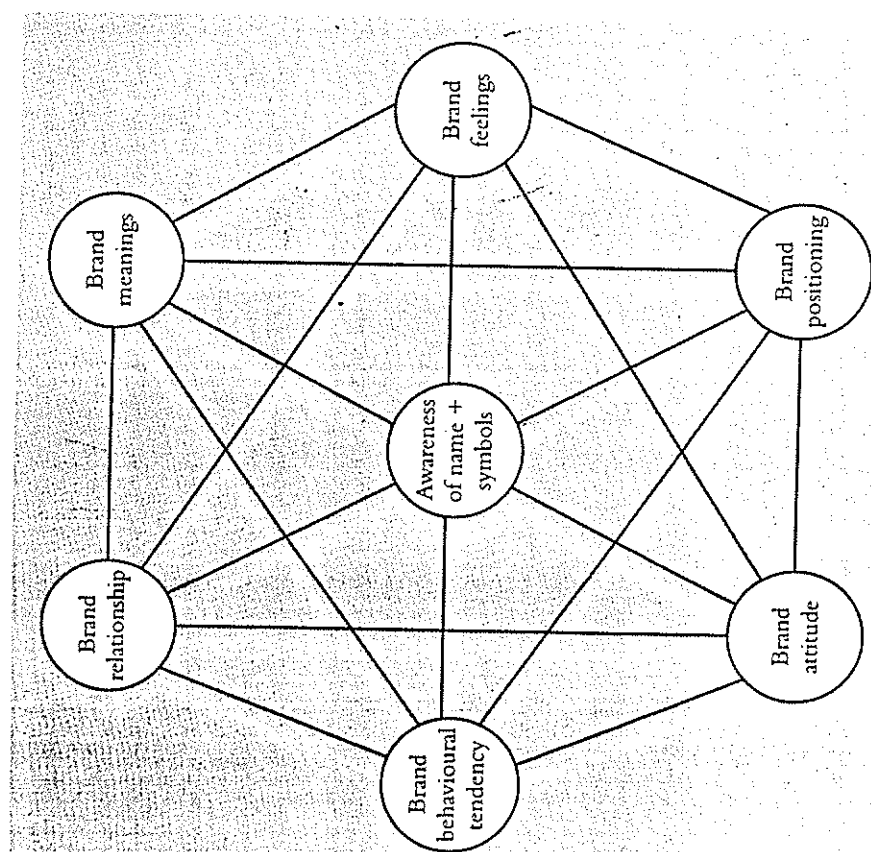 Brand
relationship
Brand
meanings
Brand
behavioural
tendency
Awareness
of name +
symbols
Brand
feelings
Brand
attitude
Brand
positioning